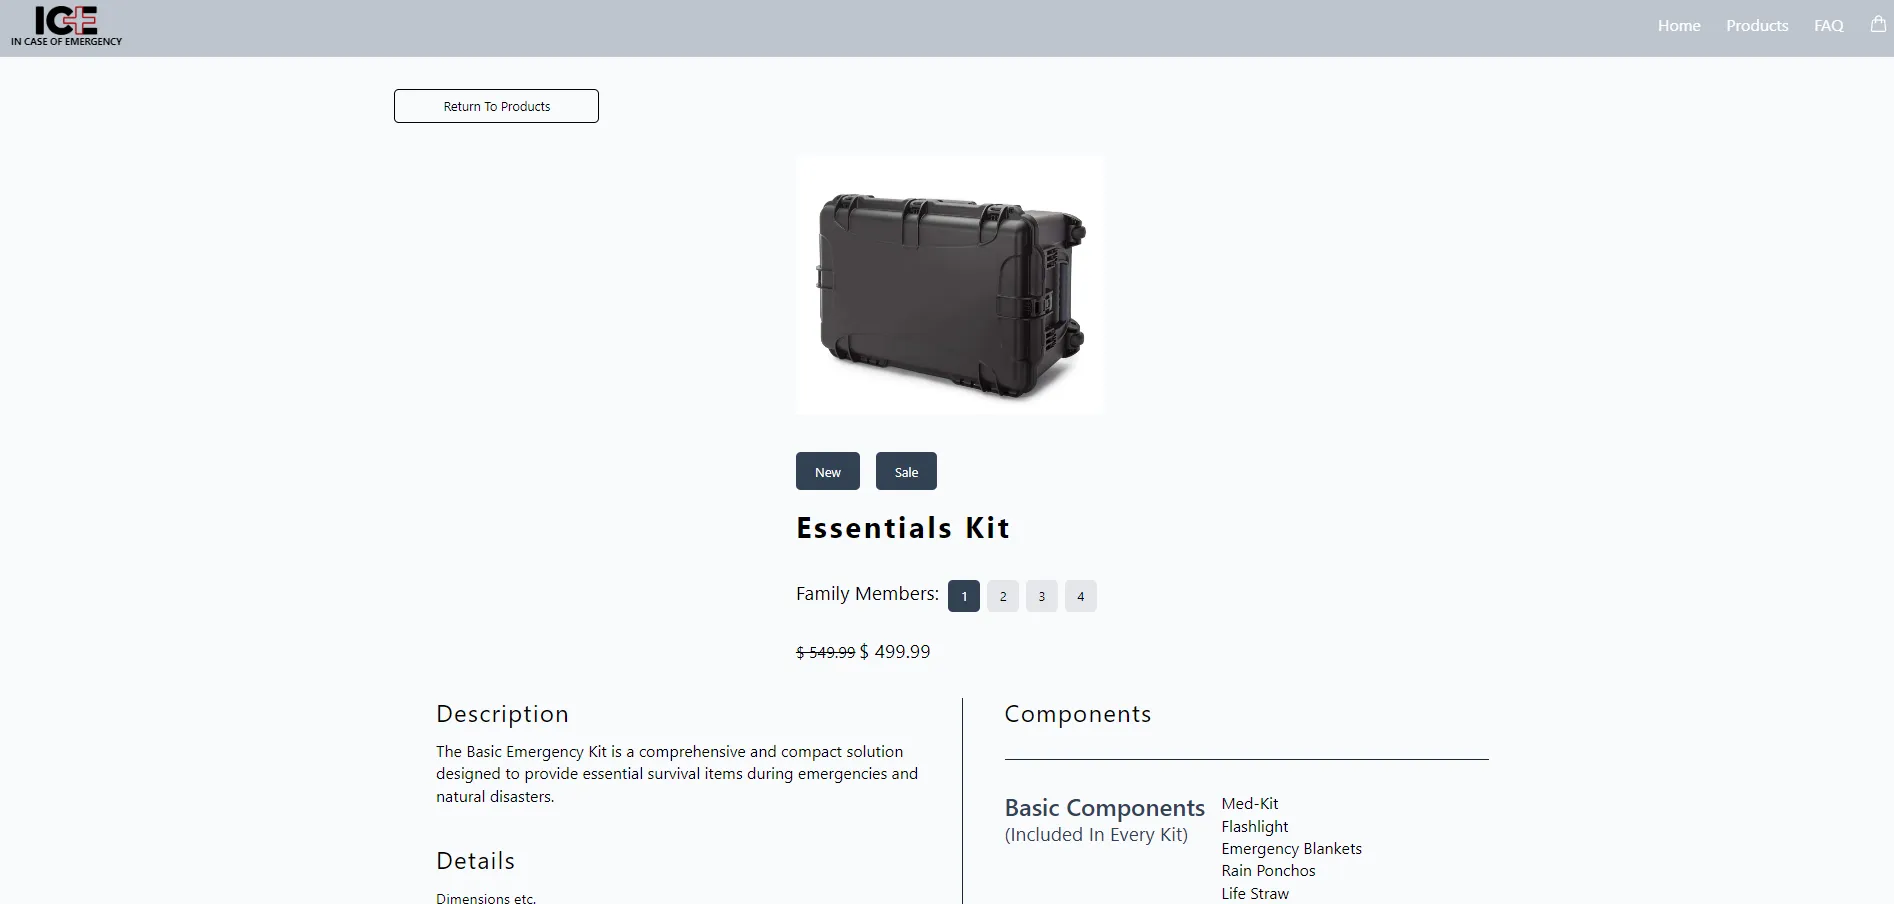 ICE
IN CASE OF EMERGENCY
Home Products FAQ
Return To Products
New Sale
Essentials Kit
Family Members: 1 2 3 4
$ 549.99 $ 499.99
Description
The Basic Emergency Kit is a comprehensive and compact solution
designed to provide essential survival items during emergencies and
natural disasters.
Details
Dimensions etc.
Components
Basic Components
(Included In Every Kit)
Med-Kit
Flashlight
Emergency Blankets
Rain Ponchos
Life Straw